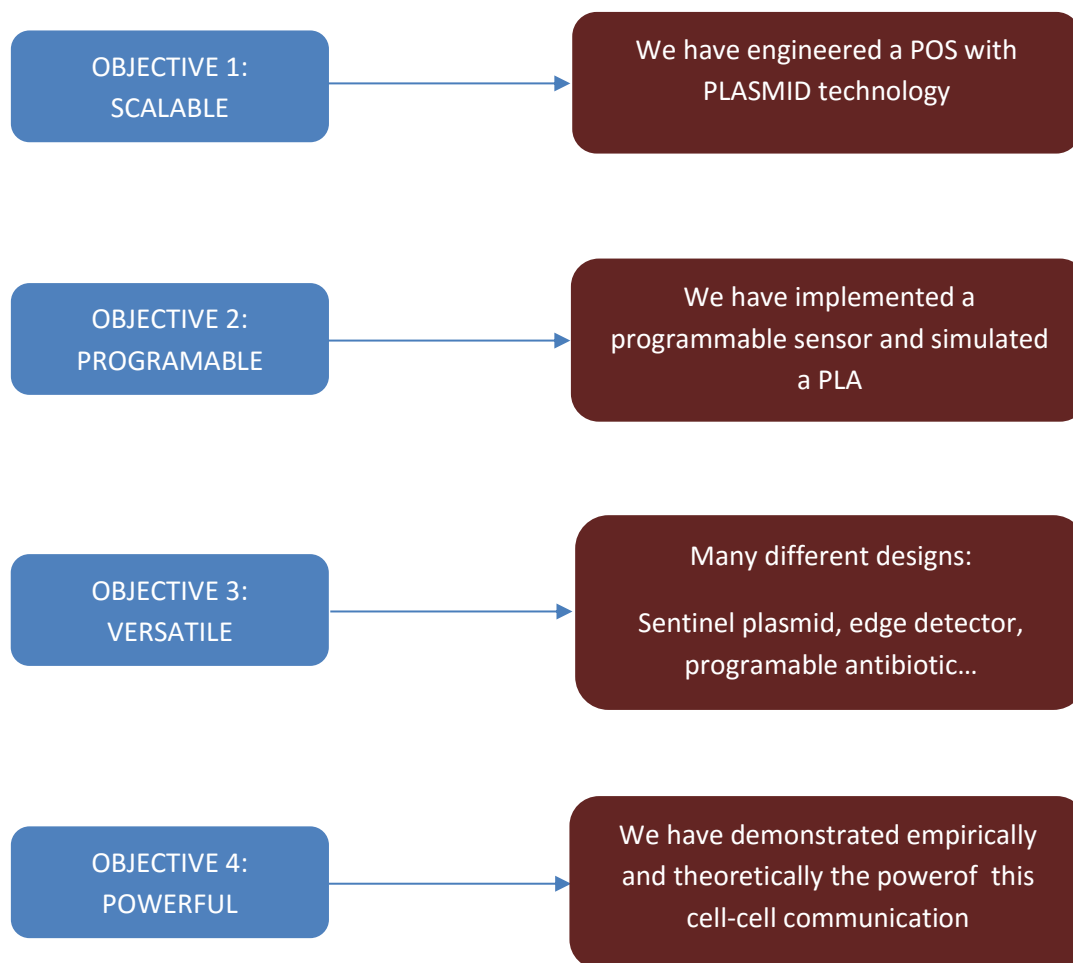 OBJECTIVE 1:
SCALABLE
We have engineered a POS with
PLASMID technology
OBJECTIVE 2:
PROGRAMABLE
We have implemented a
programmable sensor and simulated
a PLA
OBJECTIVE 3:
VERSATILE
Many different designs:
Sentinel plasmid, edge detector,
programable antibiotic…
OBJECTIVE 4:
POWERFUL
We have demonstrated empirically
and theoretically the powerof  this
cell-cell communication